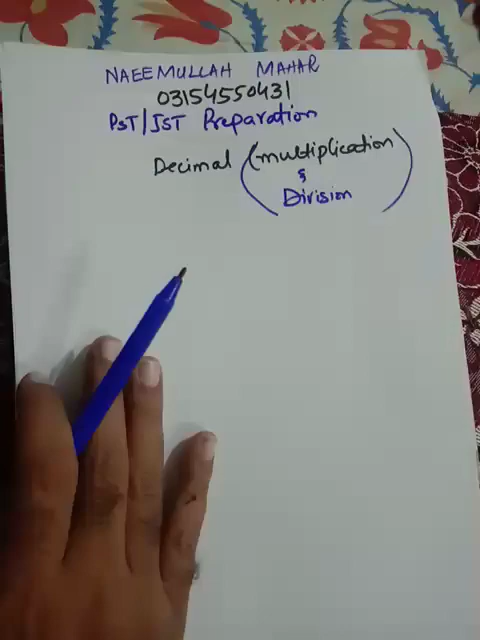 NAEEMULLAH MAHAR
03154550431
PST/JST Preparation
Decimal (multiplication
&
Division)